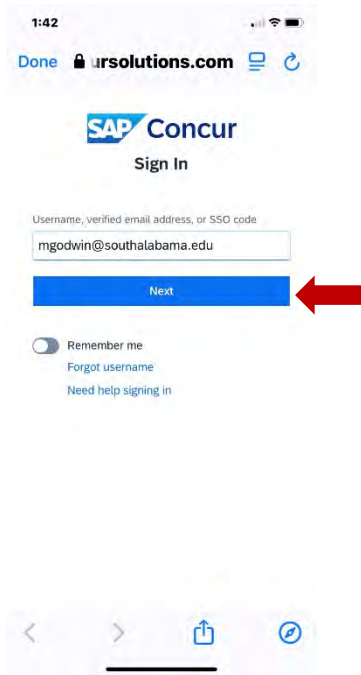 1:42
Done ursolutions.com
SAP Concur
Sign In
Username, verified email address, or SSO code
mgodwin@southalabama.edu
Next
Remember me
Forgot username
Need help signing in